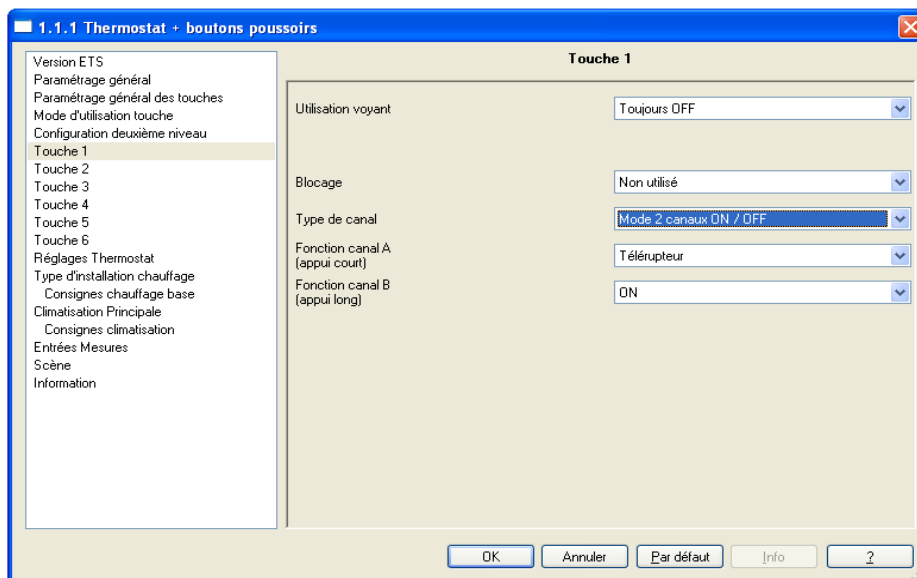 1.1.1 Thermostat + boutons poussoirs
Version ETS
Paramétrage général
Paramétrage général des touches
Mode d'utilisation touche
Configuration deuxième niveau
Touche 1
Touche 2
Touche 3
Touche 4
Touche 5
Touche 6
Réglages Thermostat
Type d'installation chauffage
Consignes chauffage base
Climatisation Principale
Consignes climatisation
Entrées Mesures
Scène
Information
Touche 1
Utilisation voyant
Toujours OFF
Blocage
Non utilisé
Type de canal
Mode 2 canaux ON / OFF
Fonction canal A
(appui court)
Télérupteur
Fonction canal B
(appui long)
ON
OK
Annuler
Par défaut
Info
?